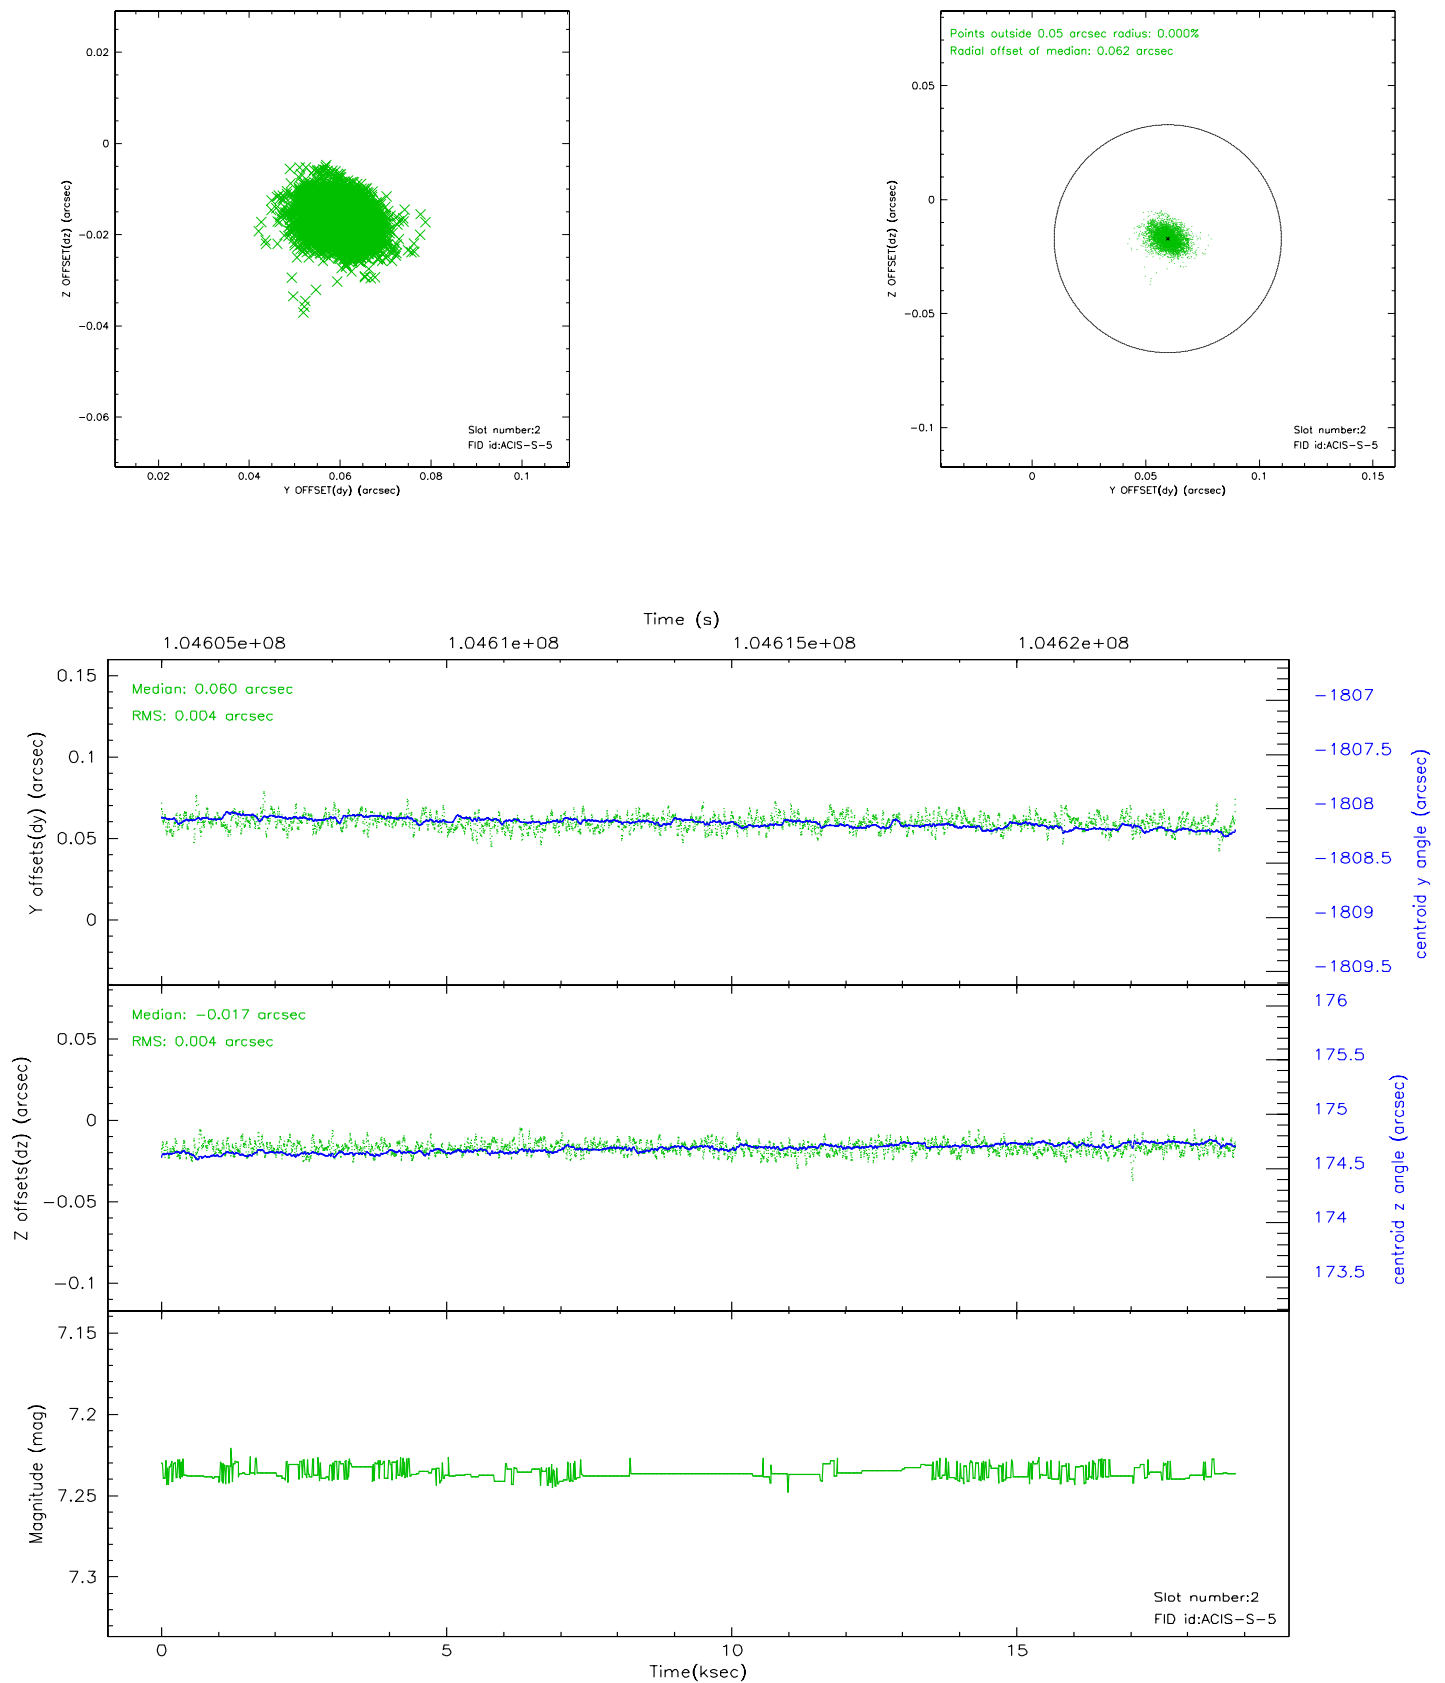 0.02
0
-0.02
-0.04
-0.06
Z OFFSET(dz) (arcsec)
Slot number:2
FID id:ACIS-S-5
0.02 0.04 0.06 0.08 0.1
Y OFFSET(dy) (arcsec)
Points outside 0.05 arcsec radius: 0.000%
Radial offset of median: 0.062 arcsec
0.05
0
-0.05
-0.1
Z OFFSET(dz) (arcsec)
Slot number:2
FID id:ACIS-S-5
0 0.05 0.1 0.15
Y OFFSET(dy) (arcsec)
Time (s)
1.04605e+08 1.0461e+08 1.04615e+08 1.0462e+08
Median: 0.060 arcsec
RMS: 0.004 arcsec
0.15
0.1
0.05
0
Y offsets(dy) (arcsec)
-1807
-1807.5
-1808
-1808.5
-1809
-1809.5
centroid y angle (arcsec)
Median: -0.017 arcsec
RMS: 0.004 arcsec
0.05
0
-0.05
-0.1
Z offsets(dz) (arcsec)
176
175.5
175
174.5
174
173.5
centroid z angle (arcsec)
7.15
7.2
7.25
7.3
Magnitude (mag)
Slot number:2
FID id:ACIS-S-5
0 5 10 15
Time(ksec)